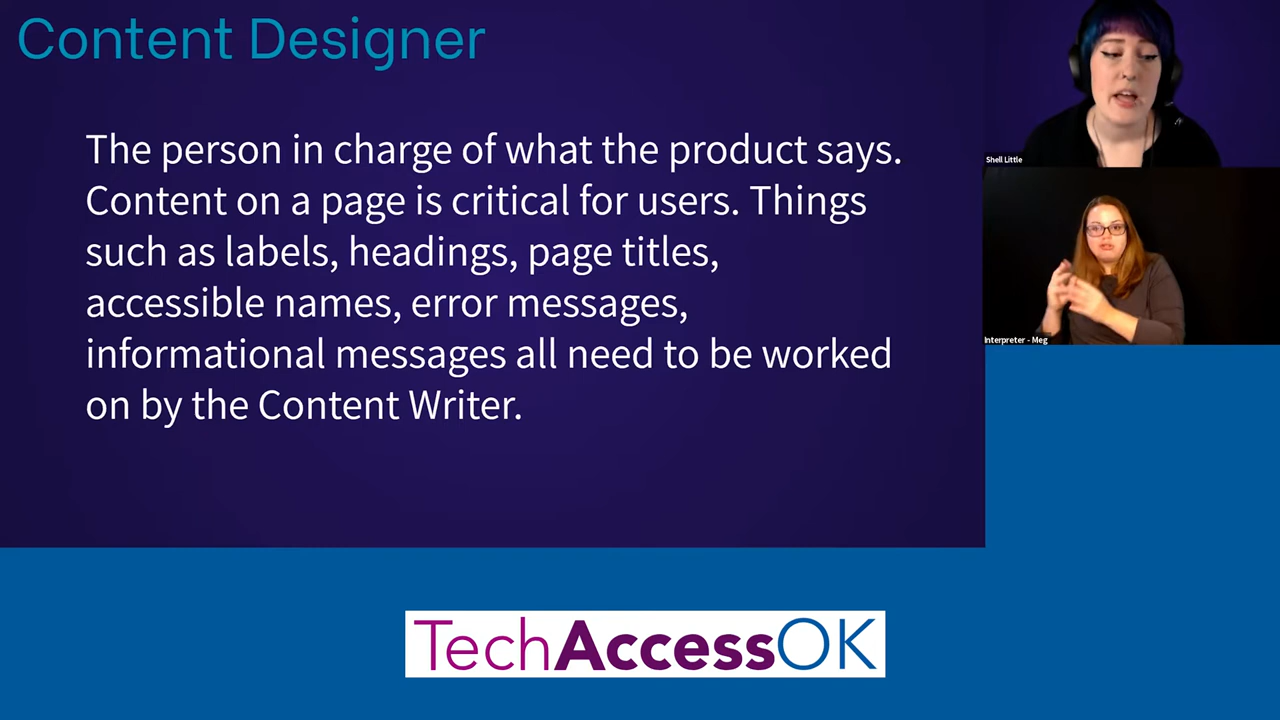 Content Designer
The person in charge of what the product says.
Content on a page is critical for users. Things
such as labels, headings, page titles,
accessible names, error messages,
informational messages all need to be worked
on by the Content Writer.
Shell Little
Interpreter - Meg
TechAccessOK